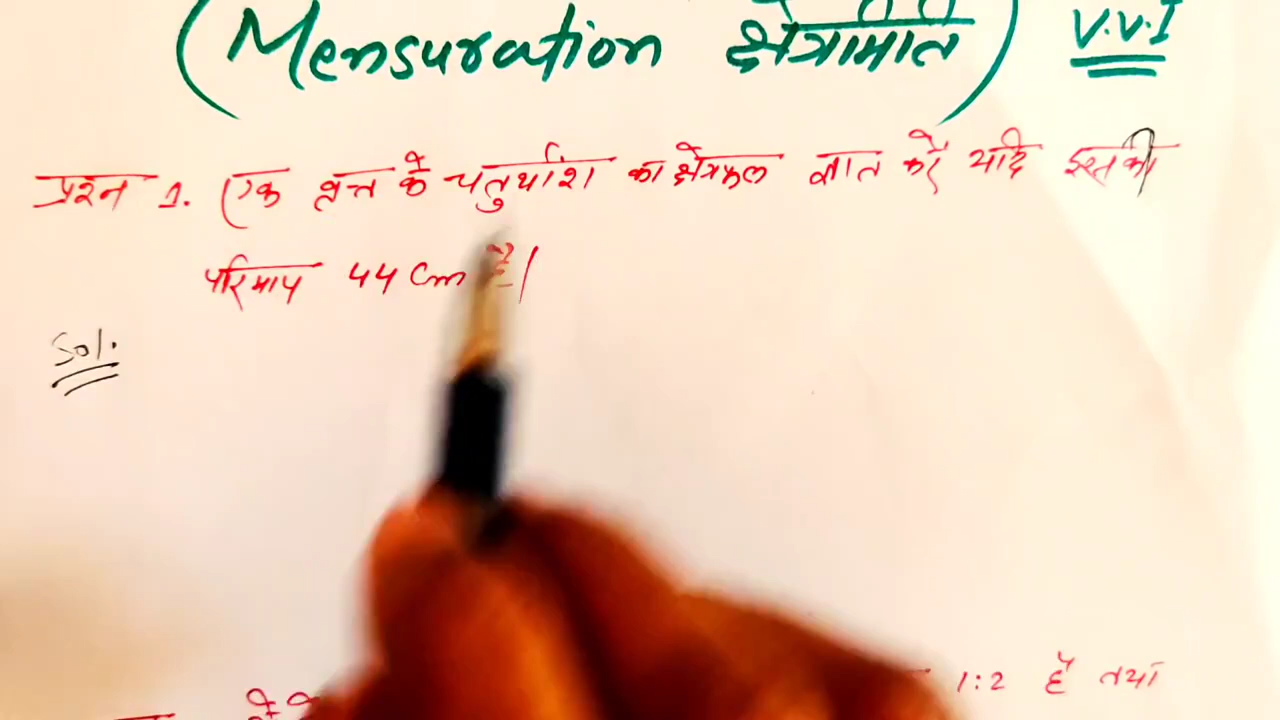 (Mensuration क्षेत्रमिति) V.V.I
प्रश्न 1. एक वृत्त के चतुर्थांश का क्षेत्रफल ज्ञात करें यदि इसकी
परिमाप 44 cm है।
Sol.
1:2 है तथा